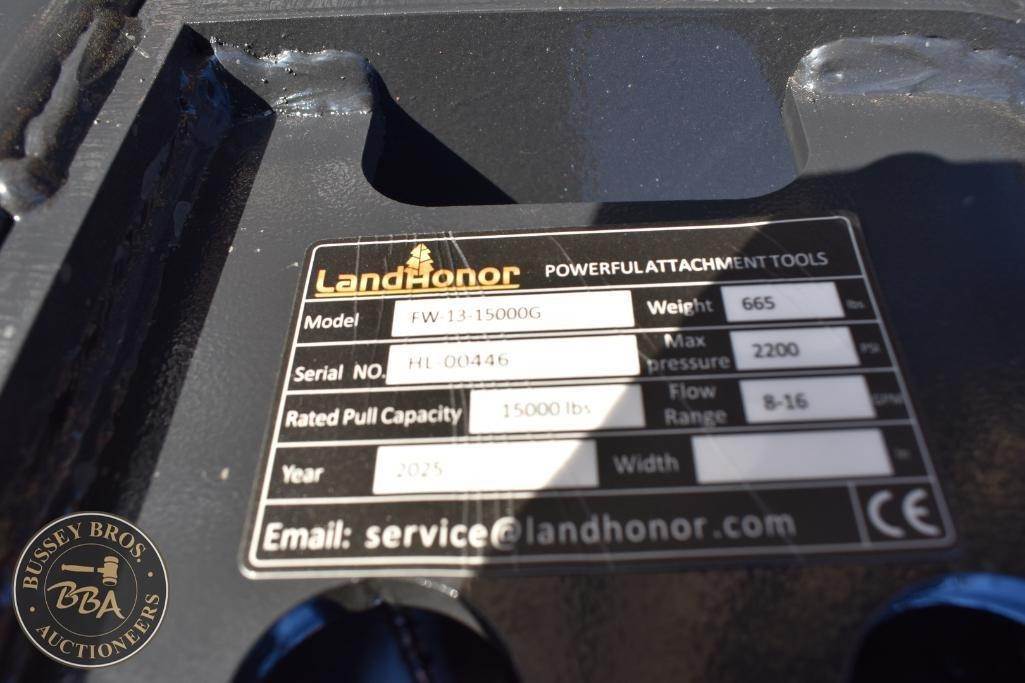 LandHonor POWERFUL ATTACHMENT TOOLS
Model FW-13-15000G Weight 665 lbs
Serial NO. HL-00446 Max pressure 2200 PSI
Rated Pull Capacity 15000 lbs Flow Range 8-16 GPM
Year 2025 Width
Email: service@landhonor.com CE
BUSSEY BROS.
BBA
AUCTIONEERS